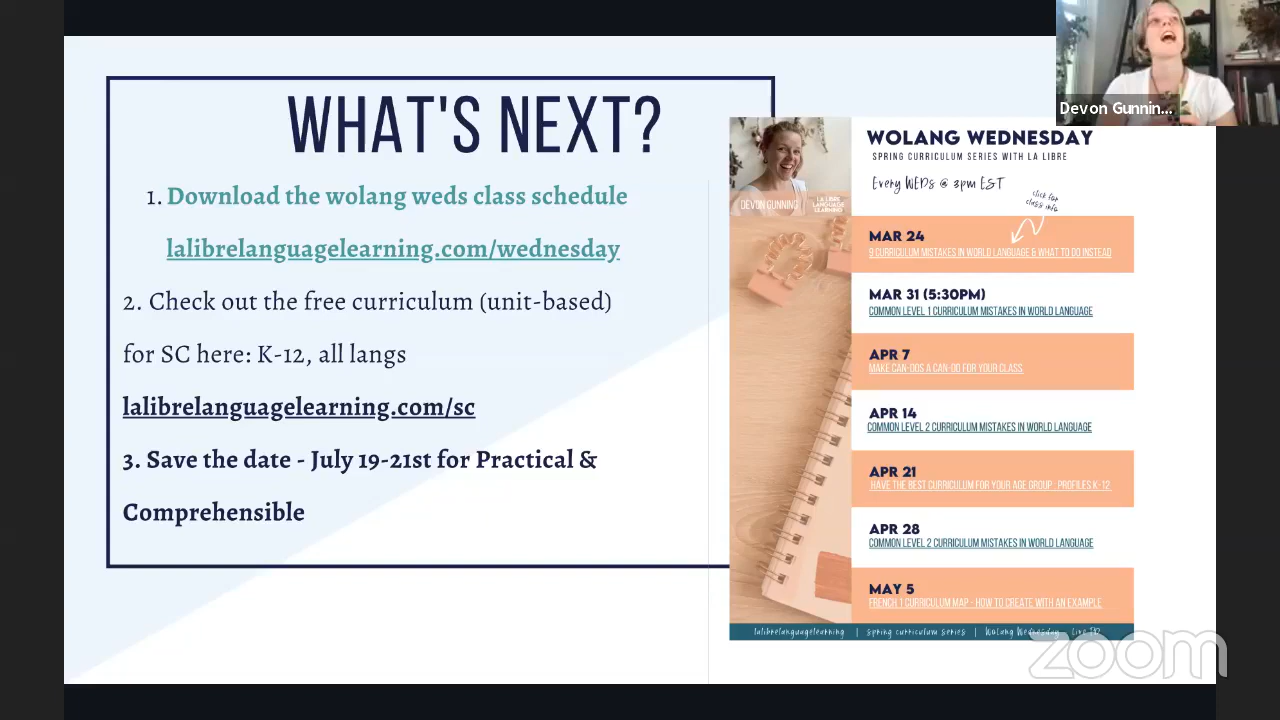 WHAT'S NEXT?
1. Download the wolang weds class schedule
lalibrelanguagelearning.com/wednesday
2. Check out the free curriculum (unit-based)
for SC here: K-12, all langs
lalibrelanguagelearning.com/sc
3. Save the date - July 19-21st for Practical &
Comprehensible
Devon Gunnin...
WOLANG WEDNESDAY
SPRING CURRICULUM SERIES WITH LA LIBRE
Every WEDs @ 3pm EST
click for
class info
DEVON GUNNING
LA LIBRE
LANGUAGE
LEARNING
MAR 24
9 CURRICULUM MISTAKES IN WORLD LANGUAGE & WHAT TO DO INSTEAD
MAR 31 (5:30PM)
COMMON LEVEL 1 CURRICULUM MISTAKES IN WORLD LANGUAGE
APR 7
MAKE CAN-DOS A CAN-DO FOR YOUR CLASS
APR 14
COMMON LEVEL 2 CURRICULUM MISTAKES IN WORLD LANGUAGE
APR 21
HAVE THE BEST CURRICULUM FOR YOUR AGE GROUP: PROFILES K-12
APR 28
COMMON LEVEL 2 CURRICULUM MISTAKES IN WORLD LANGUAGE
MAY 5
FRENCH 1 CURRICULUM MAP - HOW TO CREATE WITH AN EXAMPLE
lalibrelanguagelearning | spring curriculum series | Wolang Wednesday - Live PD
zoom